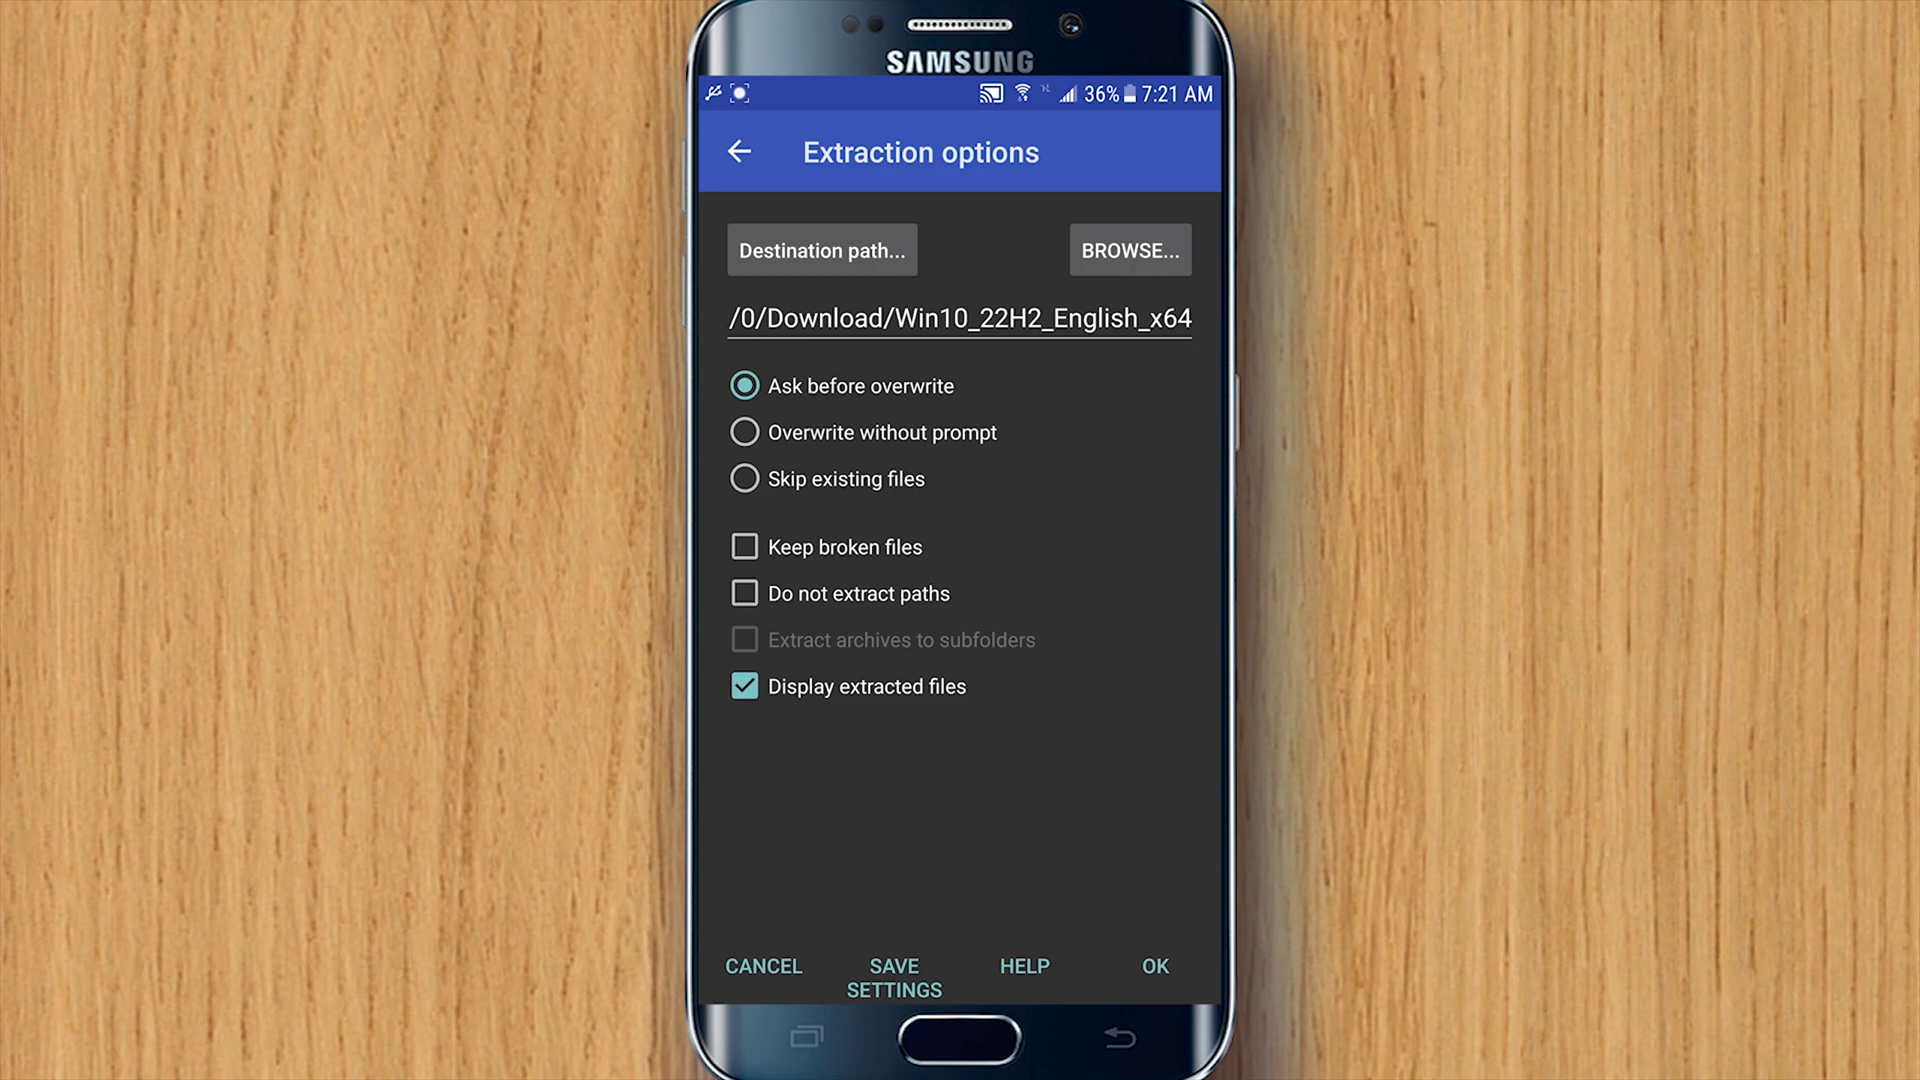 SAMSUNG
36% 7:21 AM
Extraction options
Destination path...
BROWSE...
/0/Download/Win10_22H2_English_x64
Ask before overwrite
Overwrite without prompt
Skip existing files
Keep broken files
Do not extract paths
Extract archives to subfolders
Display extracted files
CANCEL
SAVE
SETTINGS
HELP
OK